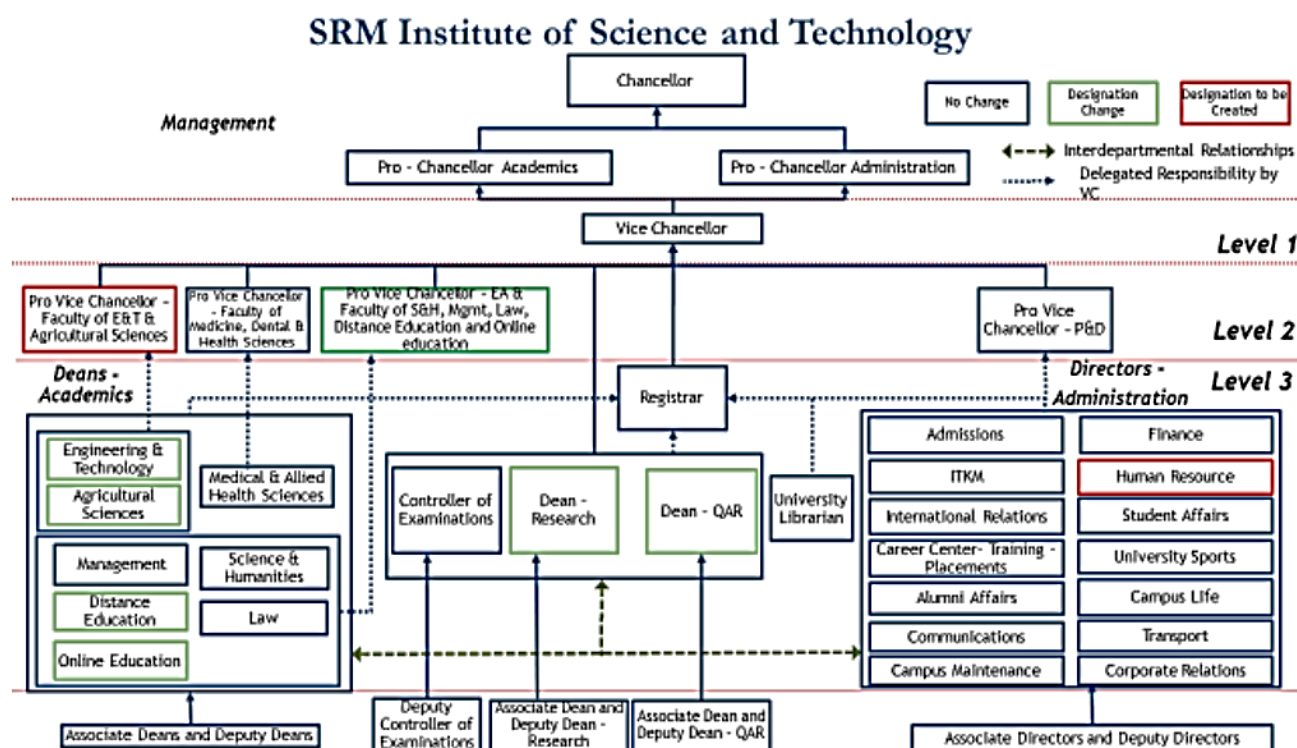 SRM Institute of Science and Technology
Chancellor
No Change
Designation
Change
Designation to be
Created
Management
Interdepartmental Relationships
Delegated Responsibility by
VC
Pro - Chancellor Academics
Pro - Chancellor Administration
Vice Chancellor
Level 1
Pro Vice Chancellor -
Faculty of E&T &
Agricultural Sciences
Pro Vice Chancellor
- Faculty of
Medicine, Dental &
Health Sciences
Pro Vice Chancellor - EA &
Faculty of S&H, Mgmt, Law,
Distance Education and Online
education
Pro Vice
Chancellor - P&D
Level 2
Deans -
Academics
Registrar
Directors -
Administration
Level 3
Engineering &
Technology
Agricultural
Sciences
Medical & Allied
Health Sciences
Management
Science &
Humanities
Distance
Education
Law
Online Education
Controller of
Examinations
Dean -
Research
Dean - QAR
University
Librarian
Admissions
Finance
ITKM
Human Resource
International Relations
Student Affairs
Career Center- Training -
Placements
University Sports
Alumni Affairs
Campus Life
Communications
Transport
Campus Maintenance
Corporate Relations
Associate Deans and Deputy Deans
Deputy
Controller of
Examinations
Associate Dean and
Deputy Dean -
Research
Associate Dean and
Deputy Dean - QAR
Associate Directors and Deputy Directors